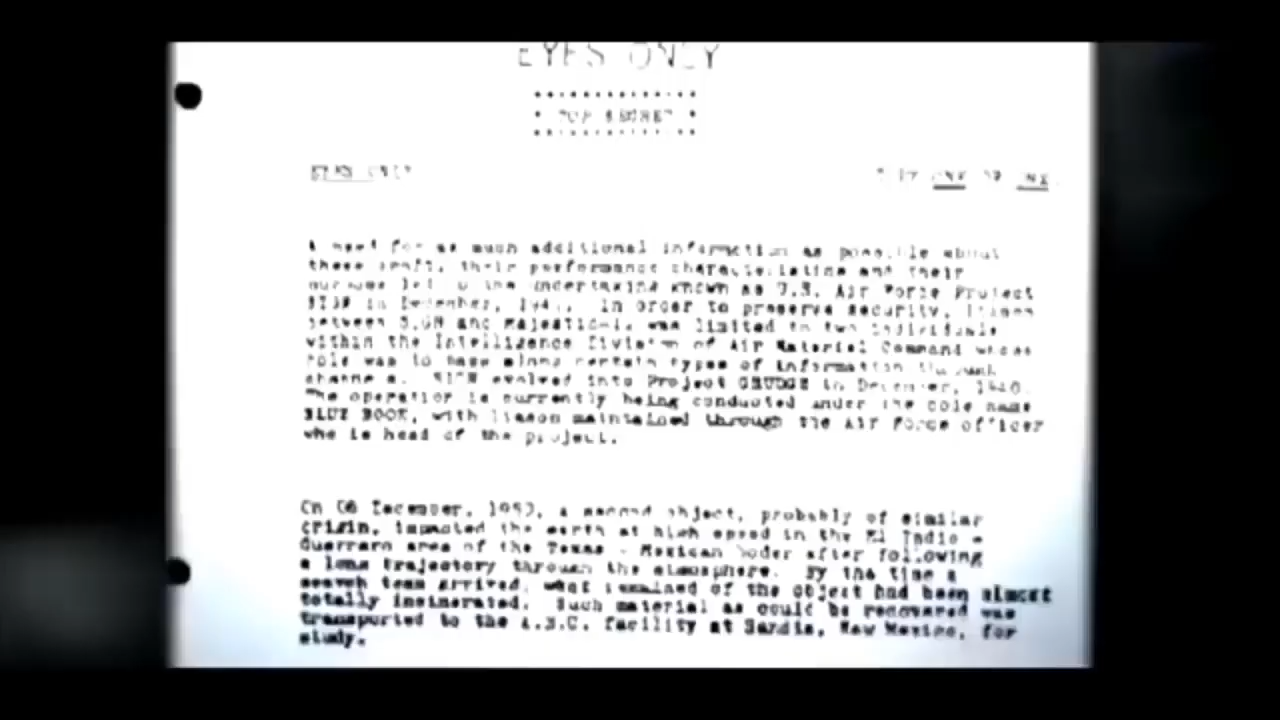 EYES ONLY
TOP SECRET
EYES ONLY
COPY ONE OF ONE.
A need for as much additional information as possible about
these craft, their performance characteristics and their
purpose led to the undertaking known as U.S. Air Force Project
SIGN in December, 1947. In order to preserve security, liason
between SIGN and Majestic-12 was limited to two individuals
within the Intelligence Division of Air Materiel Command whose
role was to pass along certain types of information through
channels. SIGN evolved into Project GRUDGE in December, 1948.
The operation is currently being conducted under the code name
BLUE BOOK, with liason maintained through the Air Force officer
who is head of the project.
On 06 December, 1950, a second object, probably of similar
origin, impacted the earth at high speed in the El Indio -
Guerrero area of the Texas - Mexican boder after following
a long trajectory through the atmosphere. By the time a
search team arrived, what remained of the object had been almost
totally incinerated. Such material as could be recovered was
transported to the A.E.C. facility at Sandia, New Mexico, for
study.